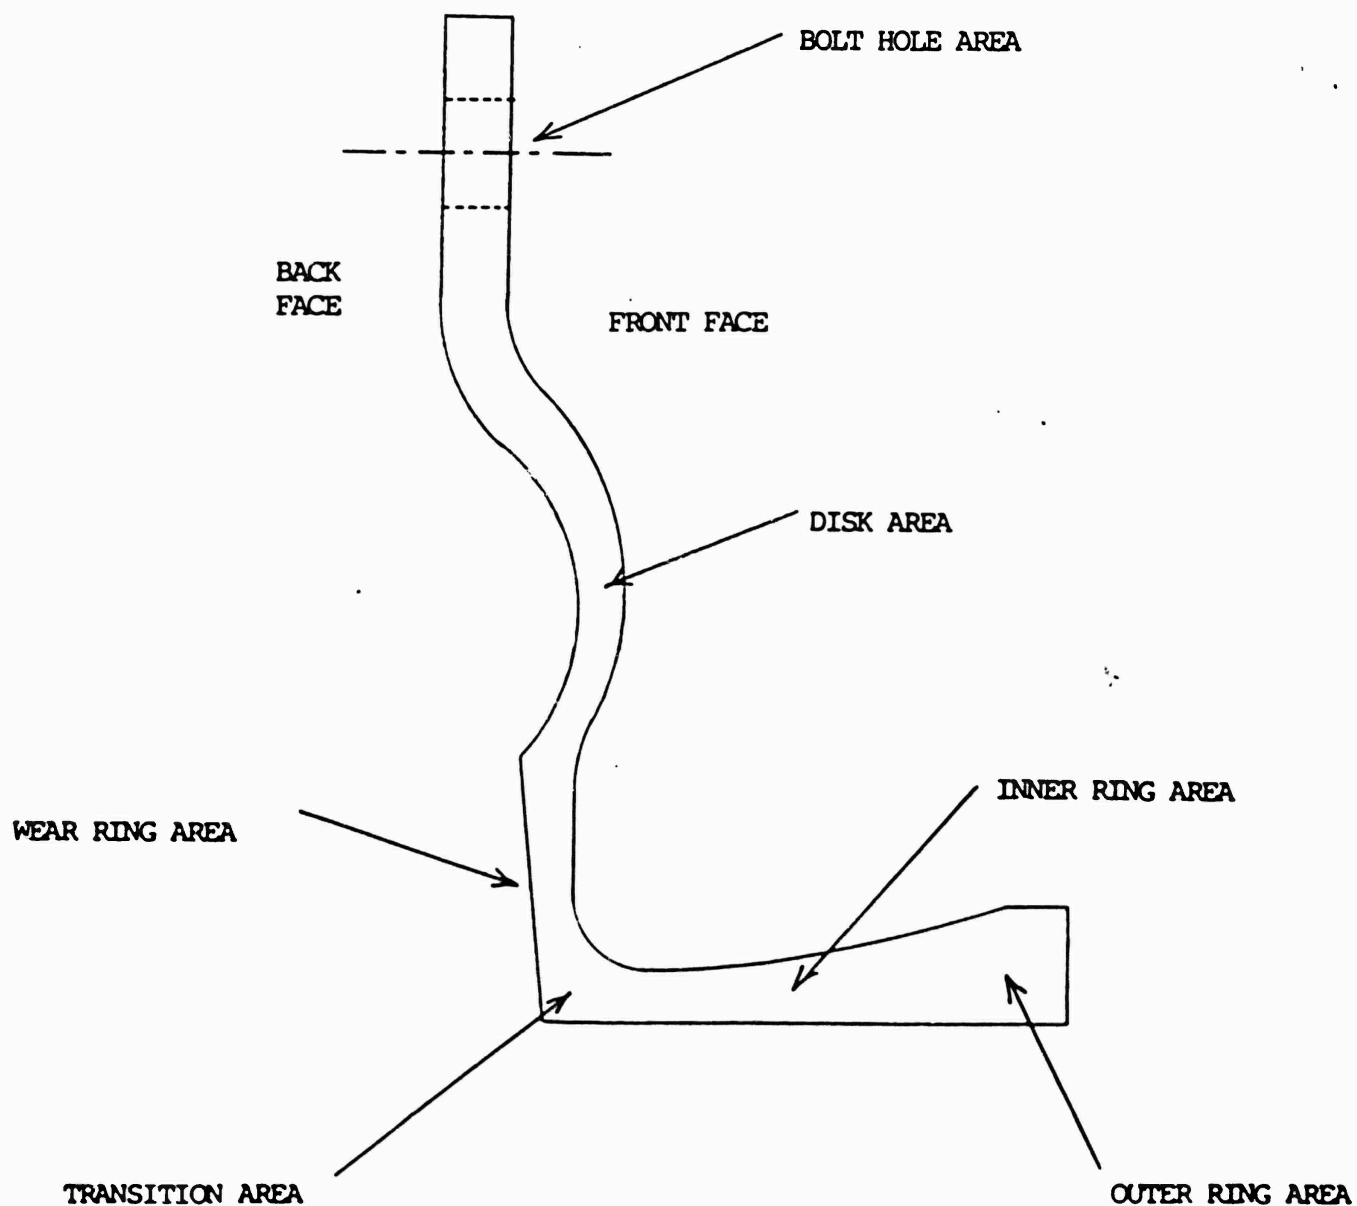 BOLT HOLE AREA
BACK
FACE
FRONT FACE
DISK AREA
INNER RING AREA
WEAR RING AREA
TRANSITION AREA
OUTER RING AREA